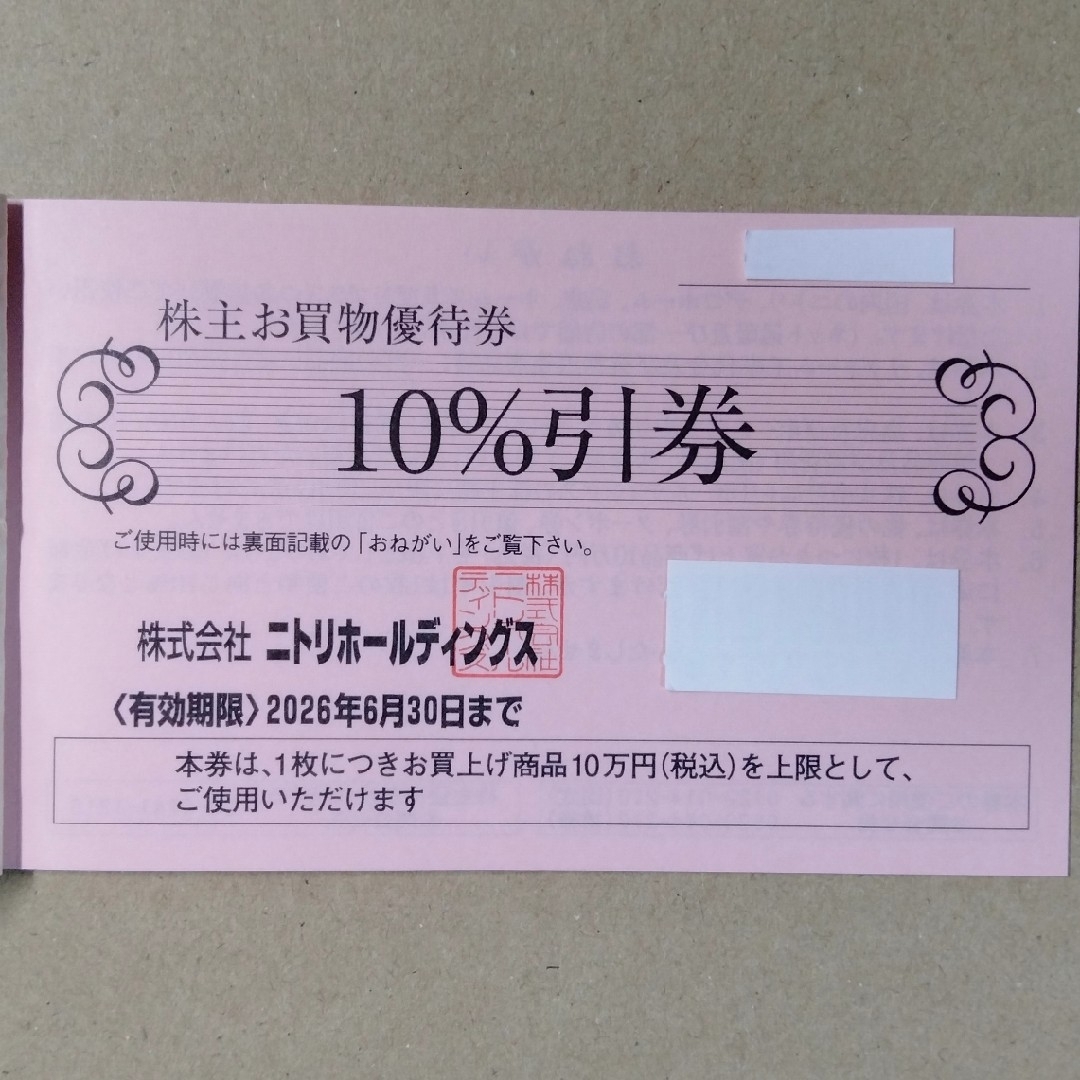 株主お買物優待券
10%引券
ご使用時には裏面記載の「おねがい」をご覧下さい。
株式会社 ニトリホールディングス
〈有効期限〉2026年6月30日まで
本券は、1枚につきお買上げ商品10万円(税込)を上限として、
ご使用いただけます